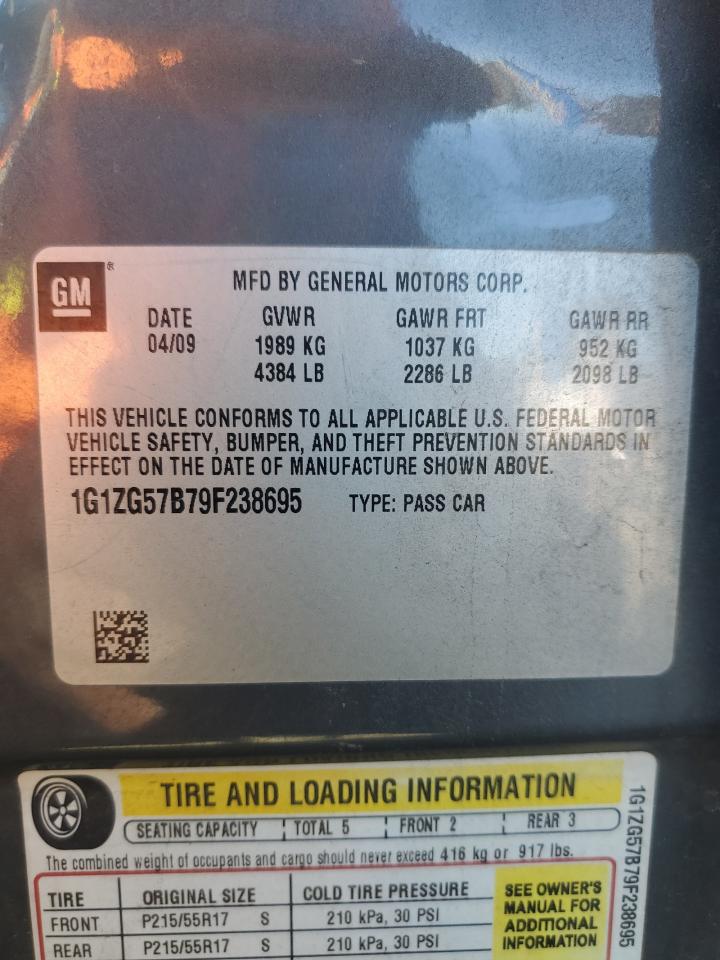 GM®
MFD BY GENERAL MOTORS CORP.
DATE GVWR GAWR FRT GAWR RR
04/09 1989 KG 1037 KG 952 KG
4384 LB 2286 LB 2098 LB
THIS VEHICLE CONFORMS TO ALL APPLICABLE U.S. FEDERAL MOTOR
VEHICLE SAFETY, BUMPER, AND THEFT PREVENTION STANDARDS IN
EFFECT ON THE DATE OF MANUFACTURE SHOWN ABOVE.
1G1ZG57B79F238695 TYPE: PASS CAR
TIRE AND LOADING INFORMATION
SEATING CAPACITY TOTAL 5 FRONT 2 REAR 3
The combined weight of occupants and cargo should never exceed 416 kg or 917 lbs.
TIRE ORIGINAL SIZE COLD TIRE PRESSURE
FRONT P215/55R17 S 210 kPa, 30 PSI
REAR P215/55R17 S 210 kPa, 30 PSI
SEE OWNER'S
MANUAL FOR
ADDITIONAL
INFORMATION
1G1ZG57B79F238695